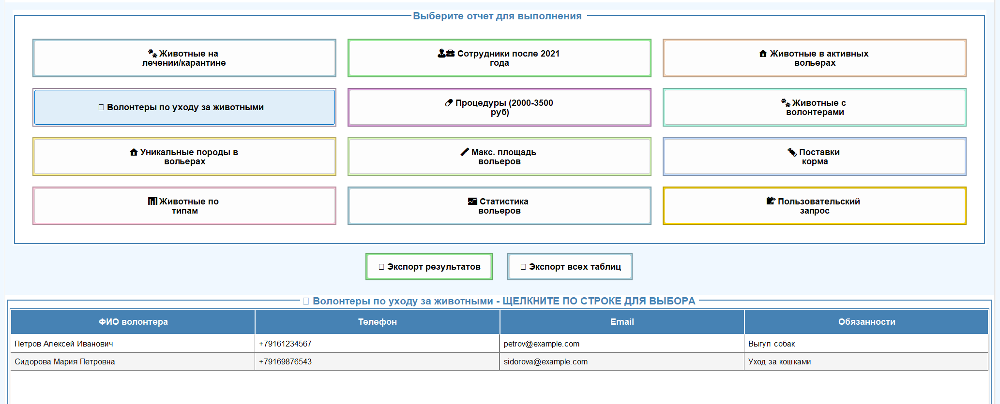 Выберите отчет для выполнения
Животные на
лечении/карантине
Сотрудники после 2021
года
Животные в активных
вольерах
Волонтеры по уходу за животными
Процедуры (2000-3500
руб)
Животные с
волонтерами
Уникальные породы в
вольерах
Макс. площадь
вольеров
Поставки
корма
Животные по
типам
Статистика
вольеров
Пользовательский
запрос
Экспорт результатов
Экспорт всех таблиц
Волонтеры по уходу за животными - ЩЕЛКНИТЕ ПО СТРОКЕ ДЛЯ ВЫБОРА
ФИО волонтера Телефон Email Обязанности
Петров Алексей Иванович +79161234567 petrov@example.com Выгул собак
Сидорова Мария Петровна +79169876543 sidorova@example.com Уход за кошками